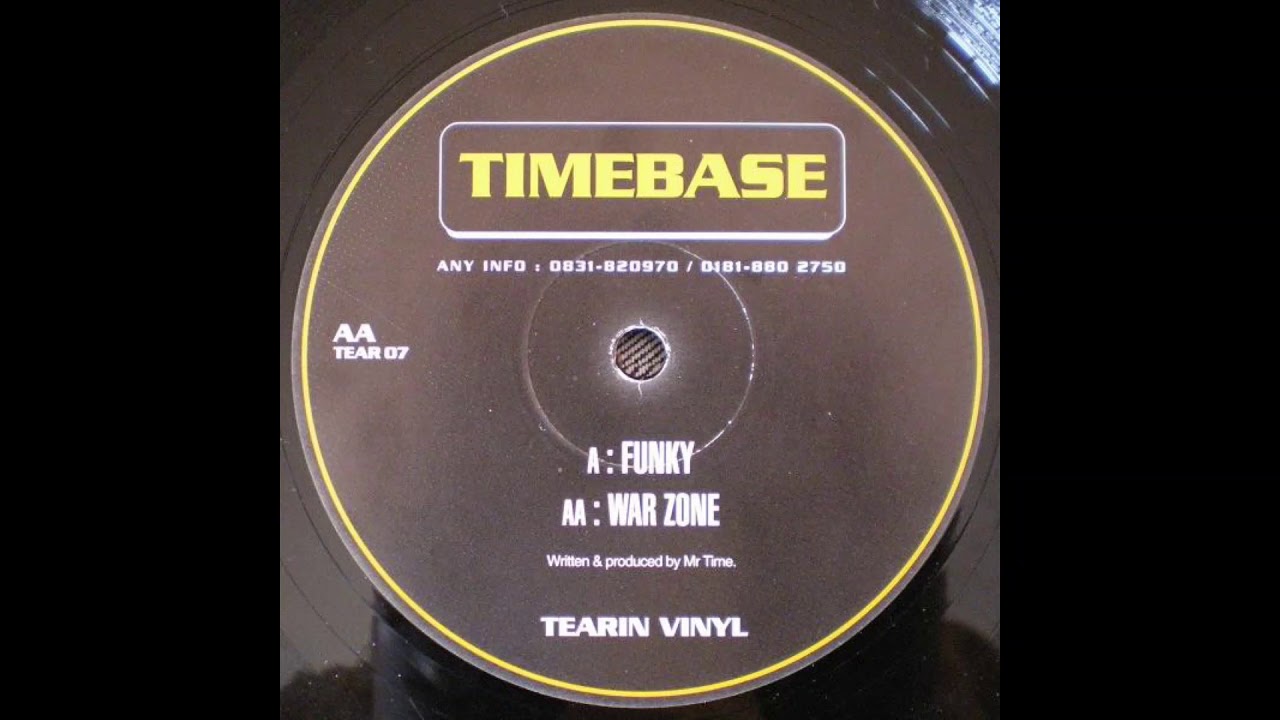 TIMEBASE
ANY INFO : 0831-820970 / 0181-880 2750
AA
TEAR 07
A : FUNKY
AA : WAR ZONE
Written & produced by Mr Time.
TEARIN VINYL